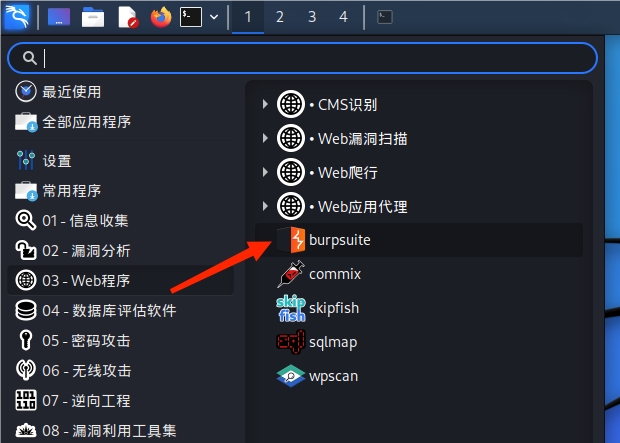 1 2 3 4
最近使用
全部应用程序
设置
常用程序
01 - 信息收集
02 - 漏洞分析
03 - Web程序
04 - 数据库评估软件
05 - 密码攻击
06 - 无线攻击
07 - 逆向工程
08 - 漏洞利用工具集
• CMS识别
• Web漏洞扫描
• Web爬行
• Web应用代理
burpsuite
commix
skip
fish
skipfish
sql
sqlmap
wpscan